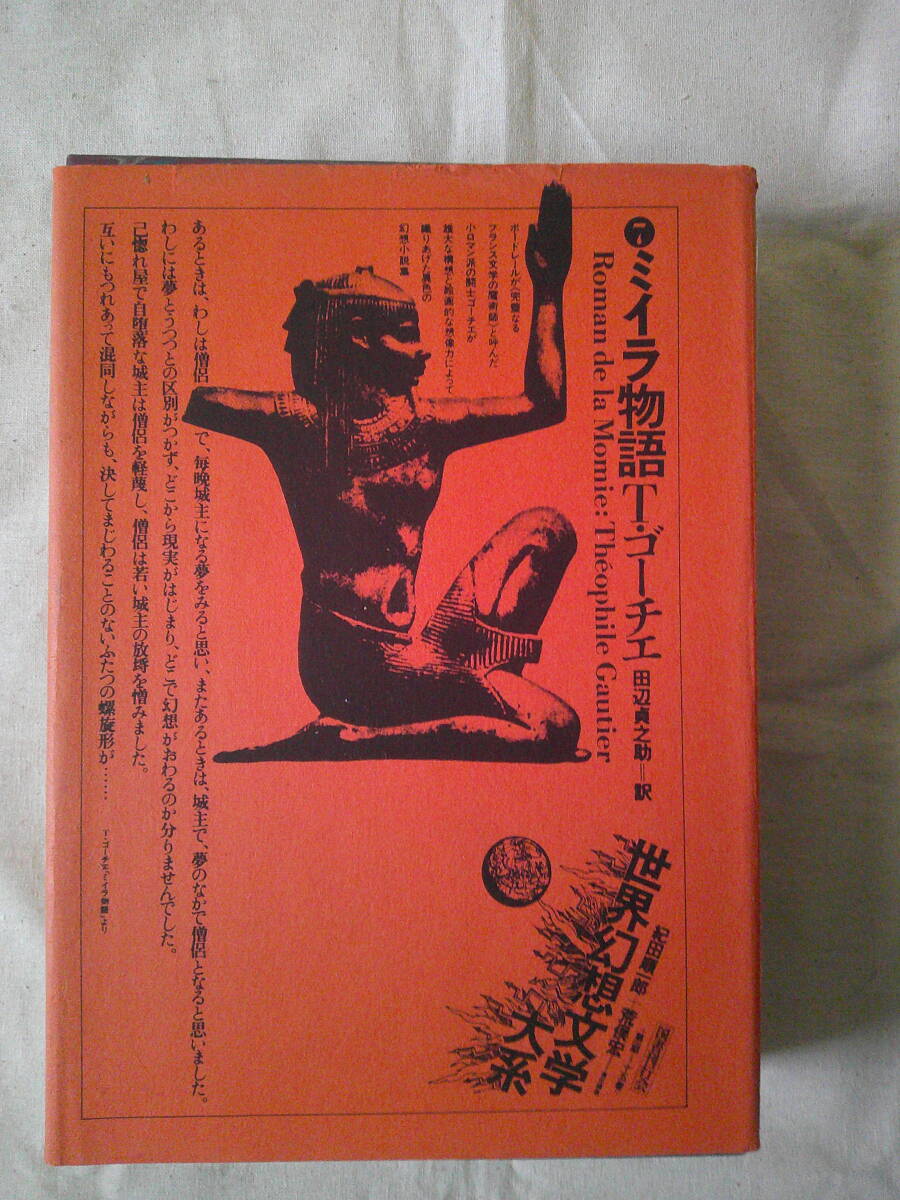 7 ミイラ物語 T・ゴーチエ 田辺貞之助=訳
Roman de la Momie: Théophile Gautier
ボードレールが〈完璧なる
フランス文学の魔術師〉と呼んだ
小ロマン派の闘士ゴーチエが
雄大な構想と絵画的な想像力によって
織りあげた異色の
幻想小説集
あるときは、わしは僧侶で、毎晩城主になる夢をみると思い、またあるときは、城主で、夢のなかで僧侶となると思いました。
わしには夢とうつつとの区別がつかず、どこから現実がはじまり、どこで幻想がおわるのか分りませんでした。
己惚れ屋で自堕落な城主は僧侶を軽蔑し、僧侶は若い城主の放埓を憎みました。
互いにもつれあって混同しながらも、決してまじわることのないふたつの螺旋形が……
T・ゴーチエ「ミイラ物語」より
世界幻想文学大系
紀田順一郎
荒俣宏
国書刊行会